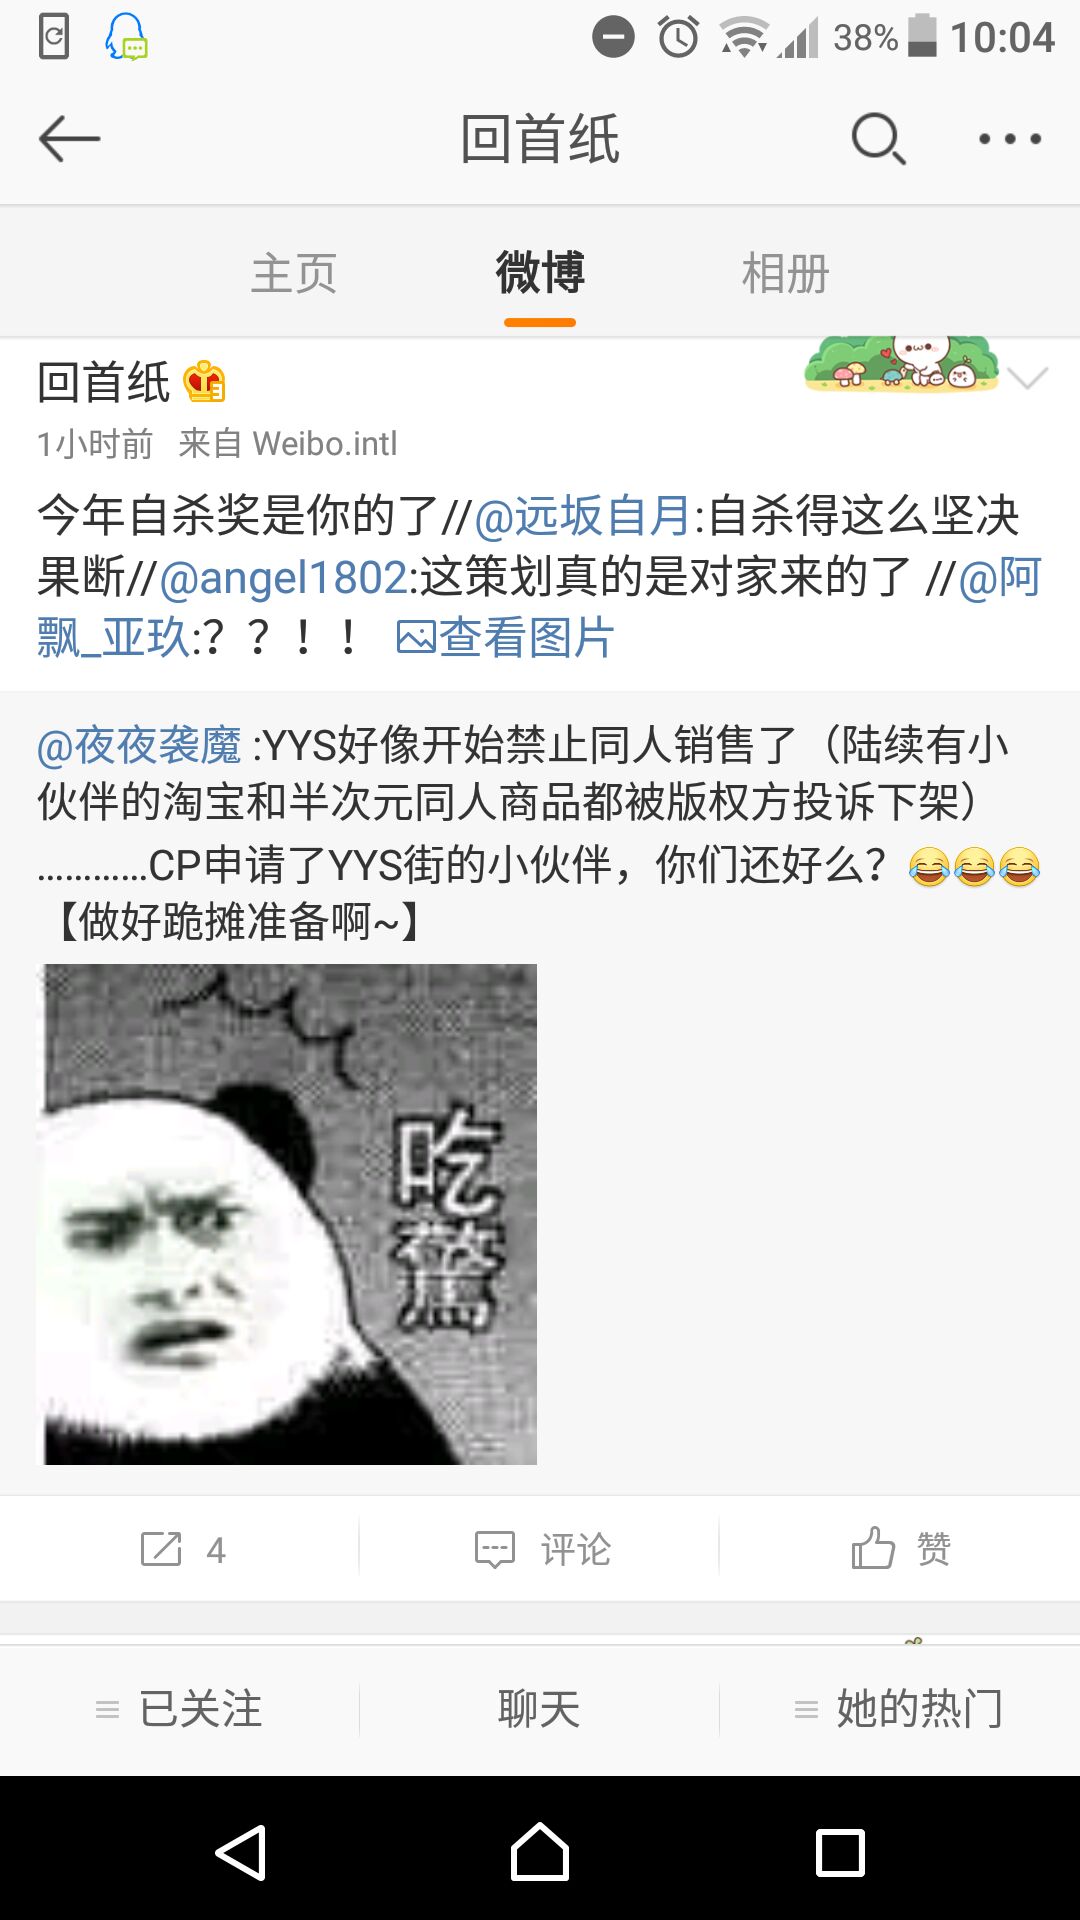 38% 10:04
回首纸
主页 微博 相册
回首纸 3
1小时前 来自 Weibo.intl
今年自杀奖是你的了//@远坂自月:自杀得这么坚决
果断//@angel1802:这策划真的是对家来的了 //@阿
飘_亚玖:？？！！ 查看图片
@夜夜袭魔 :YYS好像开始禁止同人销售了（陆续有小
伙伴的淘宝和半次元同人商品都被版权方投诉下架）
…………CP申请了YYS街的小伙伴，你们还好么？😂😂😂
【做好跪摊准备啊~】
吃驚
4 评论 赞
已关注 聊天 她的热门